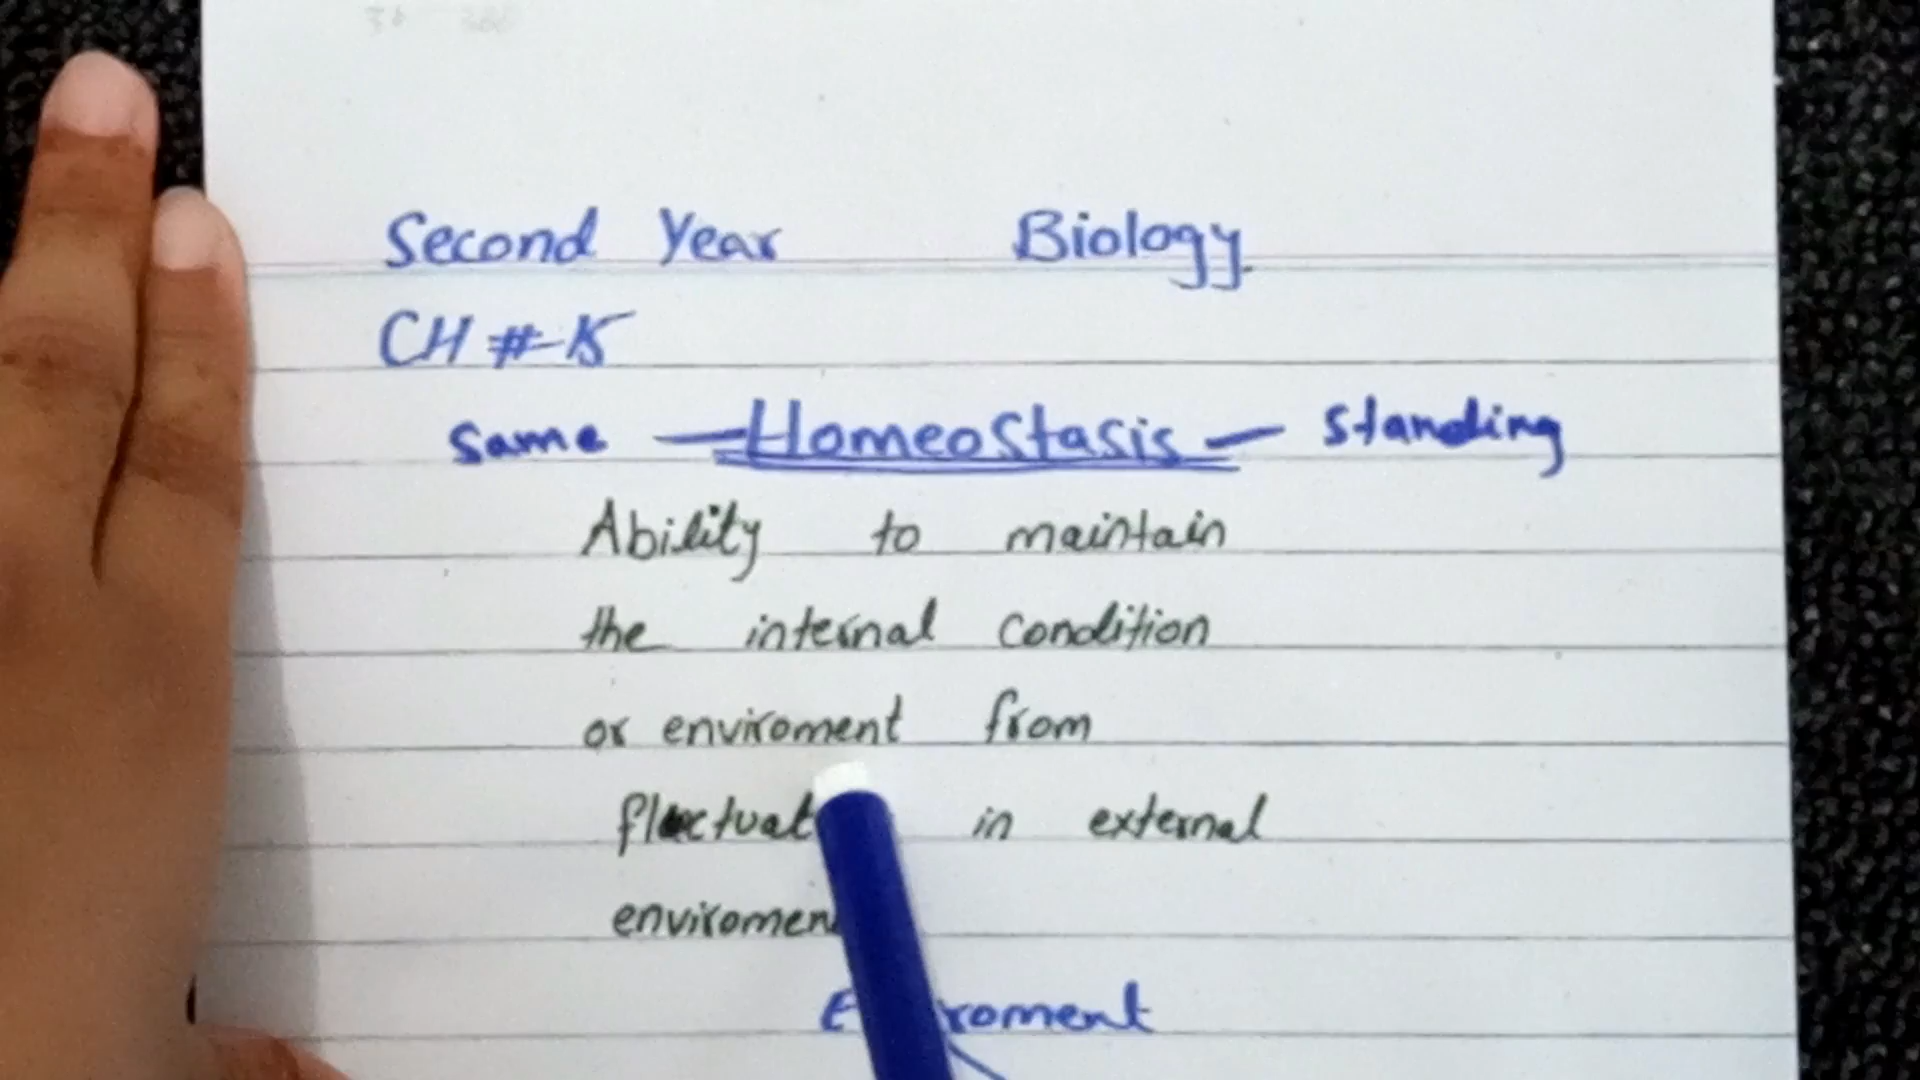 Second Year Biology
CH # 15
same — Homeostasis — standing
Ability to maintain
the internal condition
or enviroment from
in external